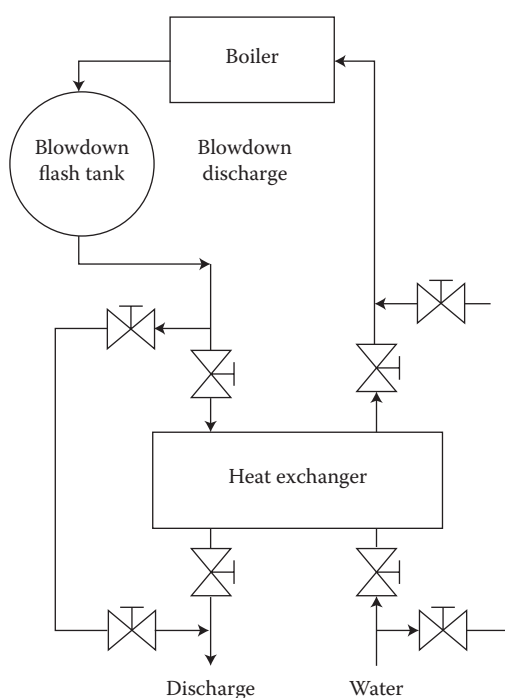 Boiler
Blowdown
flash tank
Blowdown
discharge
Heat exchanger
Discharge
Water